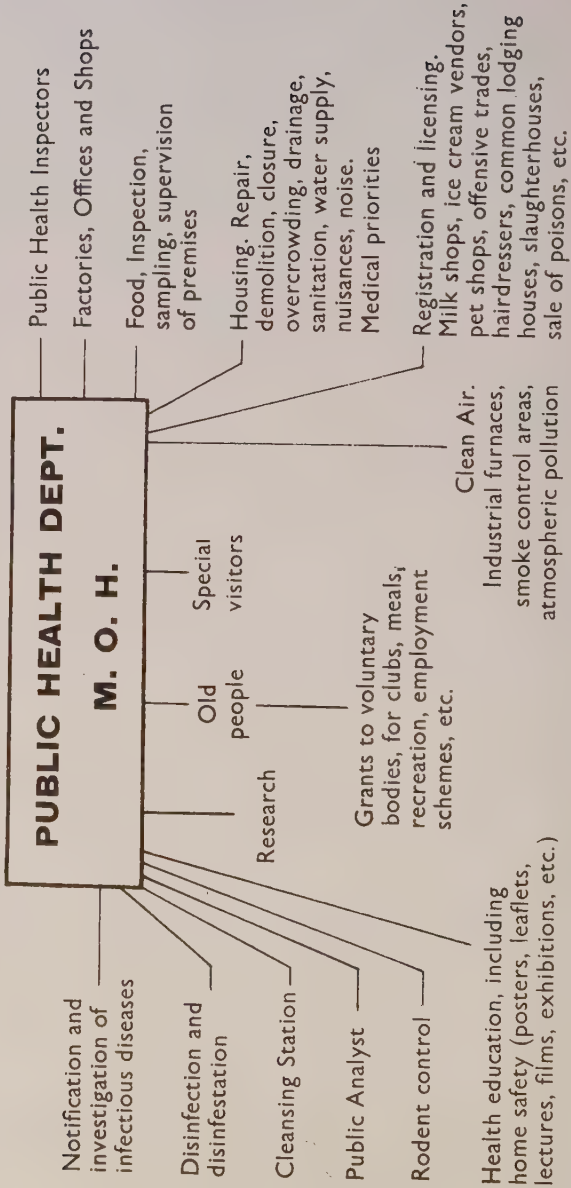 PUBLIC HEALTH DEPT.
M. O. H.
Notification and
investigation of
infectious diseases
Disinfection and
disinfestation
Cleansing Station
Public Analyst
Rodent control
Health education, including
home safety (posters, leaflets,
lectures, films, exhibitions, etc.)
Research
Old
people
Grants to voluntary
bodies, for clubs, meals,
recreation, employment
schemes, etc.
Special
visitors
Clean Air.
Industrial furnaces,
smoke control areas,
atmospheric pollution
Public Health Inspectors
Factories, Offices and Shops
Food, Inspection,
sampling, supervision
of premises
Housing. Repair,
demolition, closure,
overcrowding, drainage,
sanitation, water supply,
nuisances, noise.
Medical priorities
Registration and licensing.
Milk shops, ice cream vendors,
pet shops, offensive trades,
hairdressers, common lodging
houses, slaughterhouses,
sale of poisons, etc.